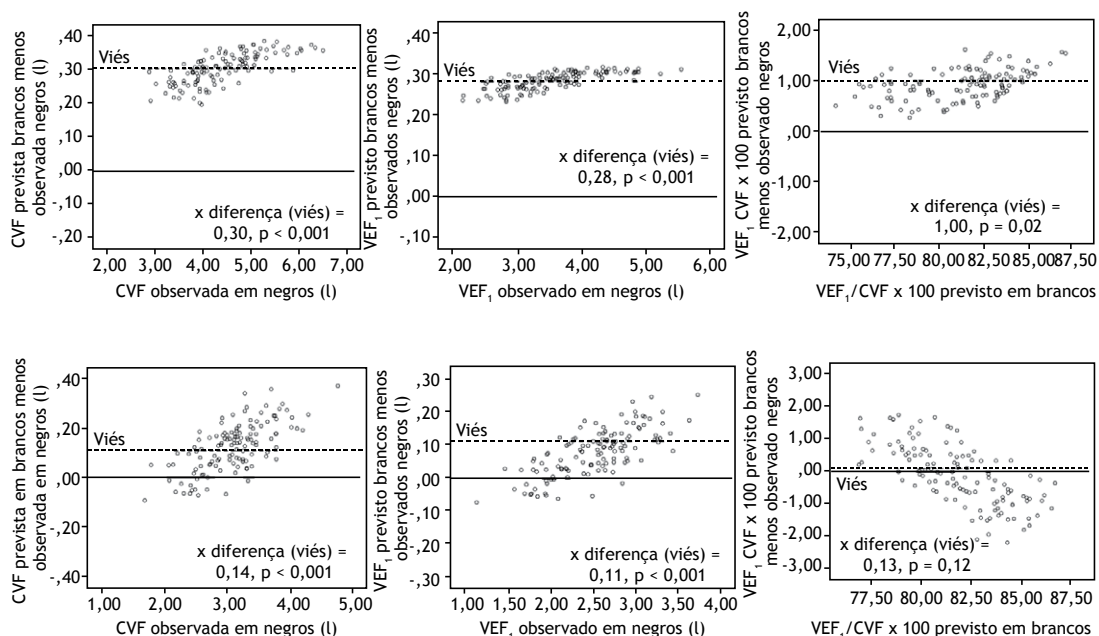 CVF prevista brancos menos
observada negros (l)
,40
,30
,20
,10
,00
-,10
-,20
Viés
x diferença (viés) =
0,30, p < 0,001
2,00 3,00 4,00 5,00 6,00 7,00
CVF observada em negros (l)
VEF1 previsto brancos menos
observados negros (l)
,40
,30
,20
,10
,00
-,10
Viés
x diferença (viés) =
0,28, p < 0,001
2,00 3,00 4,00 5,00 6,00
VEF1 observado em negros (l)
VEF1 CVF x 100 previsto brancos
menos observado negros
2,00
1,00
,00
-1,00
-2,00
Viés
x diferença (viés) =
1,00, p = 0,02
75,00 77,50 80,00 82,50 85,00 87,50
VEF1/CVF x 100 previsto em brancos
CVF prevista em brancos menos
observada em negros (l)
,40
,20
,00
-,20
-,40
Viés
x diferença (viés) =
0,14, p < 0,001
1,00 2,00 3,00 4,00 5,00
CVF observada em negros (l)
VEF1 previsto brancos menos
observados negros (l)
,30
,20
,10
,00
-,10
-,20
-,30
Viés
x diferença (viés) =
0,11, p < 0,001
1,00 2,00 3,00 4,00
VEF1 observado em negros (l)
VEF1 CVF x 100 previsto brancos
menos observado negros
3,00
2,00
1,00
,00
-1,00
-2,00
-3,00
Viés
x diferença (viés) =
0,13, p = 0,12
77,50 80,00 82,50 85,00 87,50
VEF1/CVF x 100 previsto em brancos